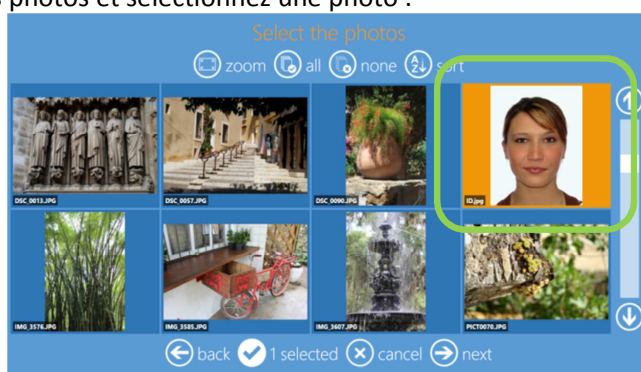 photos et sélectionnez une photo :
Select the photos
zoom all none sort
DSC_0013.JPG DSC_0057.JPG DSC_0090.JPG ID.jpg
IMG_3576.JPG IMG_3585.JPG IMG_3607.JPG PICT0070.JPG
back 1 selected cancel next